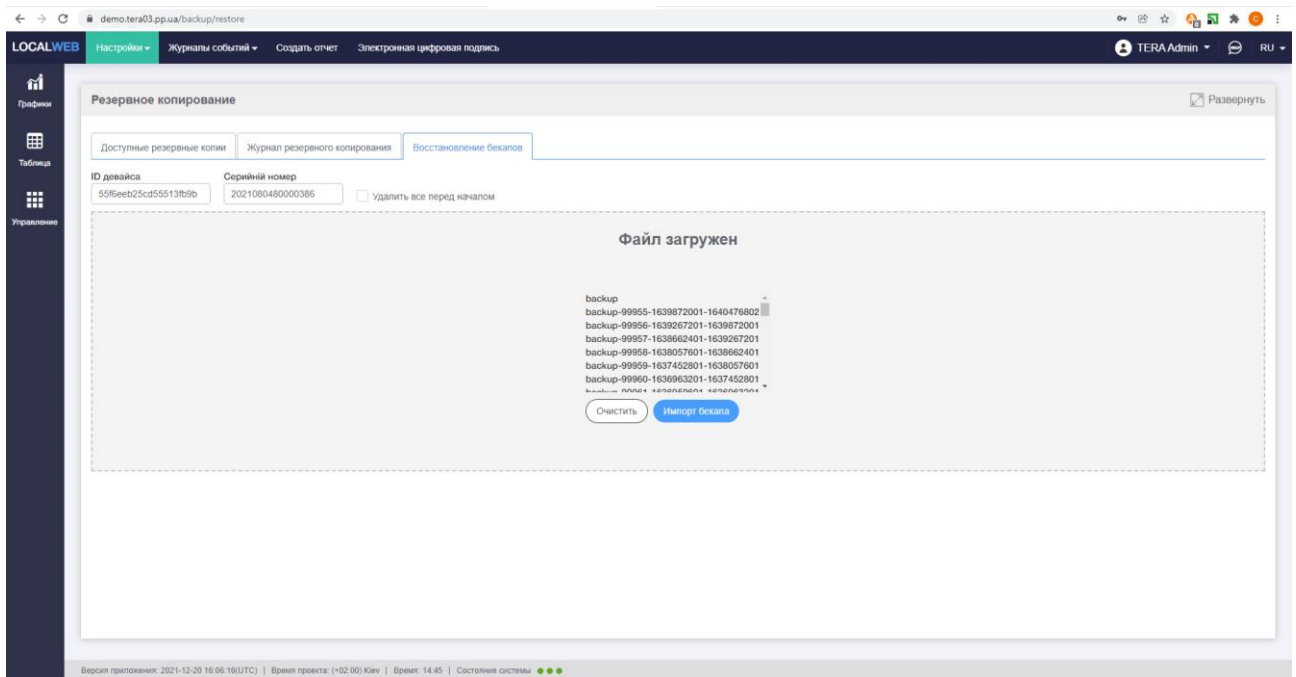 demo.tera03.pp.ua/backup/restore
LOCALWEB Настройки Журналы событий Создать отчет Электронная цифровая подпись TERA Admin RU
Графики
Таблица
Управление
Резервное копирование Развернуть
Доступные резервные копии Журнал резервного копирования Восстановление бекапов
ID девайса Серийнiй номер
55f6eeb25cd55513fb9b 2021080480000386 Удалить все перед началом
Файл загружен
backup
backup-99955-1639872001-1640476802
backup-99956-1639267201-1639872001
backup-99957-1638662401-1639267201
backup-99958-1638057601-1638662401
backup-99959-1637452801-1638057601
backup-99960-1636963201-1637452801
Очистить Импорт бекапа
Версия приложения: 2021-12-20 16:06:16(UTC) | Время проекта: (+02:00) Kiev | Время: 14:45 | Состояние системы